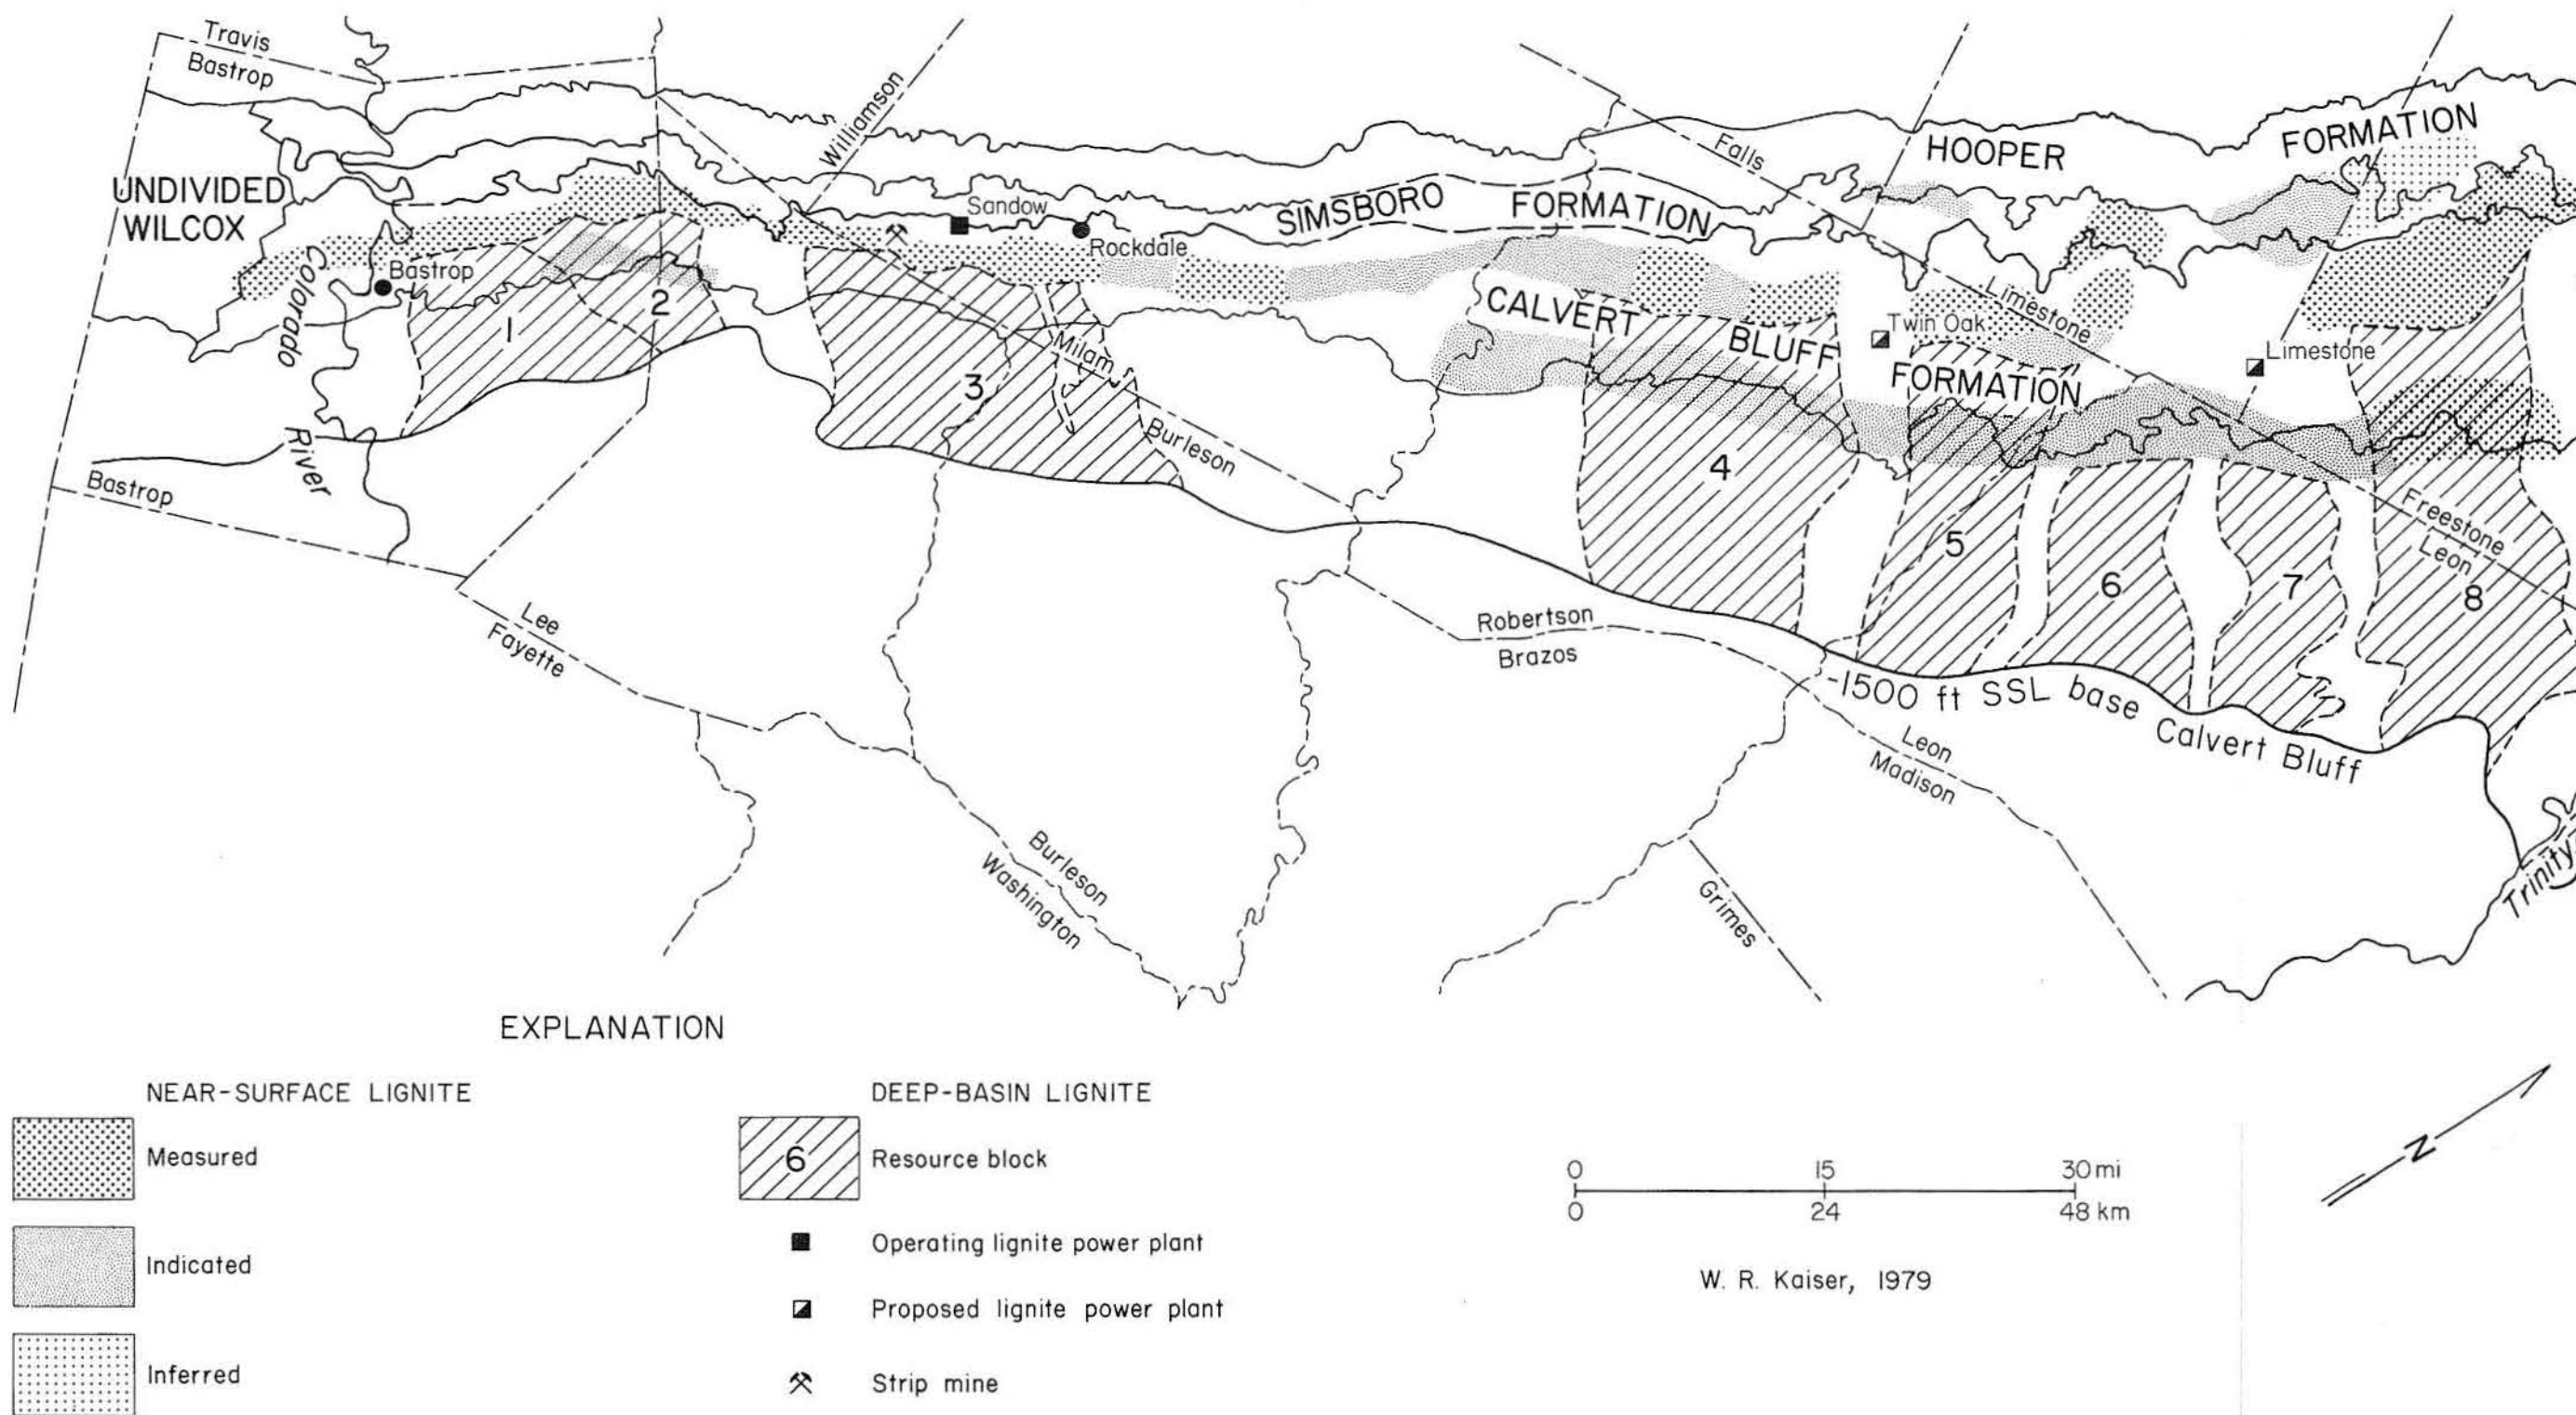 Travis
Bastrop
Williamson
Falls
HOOPER
FORMATION
UNDIVIDED
WILCOX
Sandow
Rockdale
SIMSBORO
FORMATION
Colorado
River
Bastrop
1
2
3
Milam
Burleson
CALVERT
BLUFF
FORMATION
Twin Oak
Limestone
Limestone
4
5
6
7
8
Freestone
Leon
Bastrop
Lee
Fayette
Robertson
Brazos
-1500 ft SSL base Calvert Bluff
Leon
Madison
Burleson
Washington
Grimes
Trinity
EXPLANATION
NEAR-SURFACE LIGNITE
Measured
Indicated
Inferred
DEEP-BASIN LIGNITE
6
Resource block
Operating lignite power plant
Proposed lignite power plant
Strip mine
0 15 30 mi
0 24 48 km
W. R. Kaiser, 1979
N